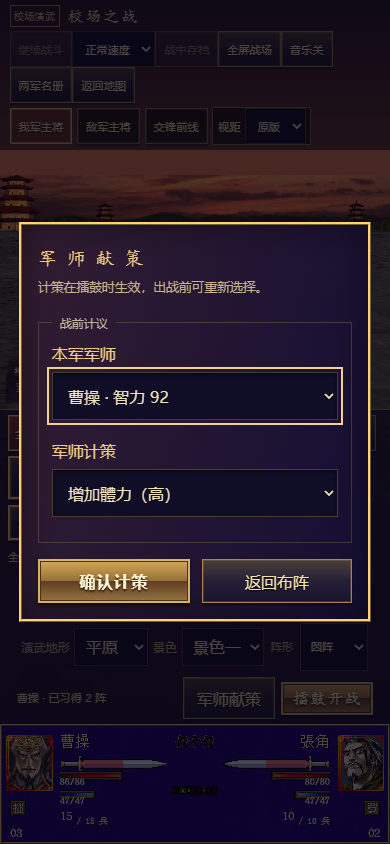 校场演武 校场之战
继续战斗 正常速度 战中存档 全屏战场 音乐关
两军名册 返回地图
我军主将 敌军主将 交锋前线 视距 原版
军师献策
计策在擂鼓时生效，出战前可重新选择。
战前计议
本军军师
曹操 · 智力 92
军师计策
增加體力（高）
确认计策 返回布阵
演武地形 平原 景色 景色一 阵形 圆阵
曹操 · 已习得 2 阵 军师献策 擂鼓开战
曹操 張角
86/86 80/80
47/47 47/47
15 / 15 兵 10 / 10 兵
03 02